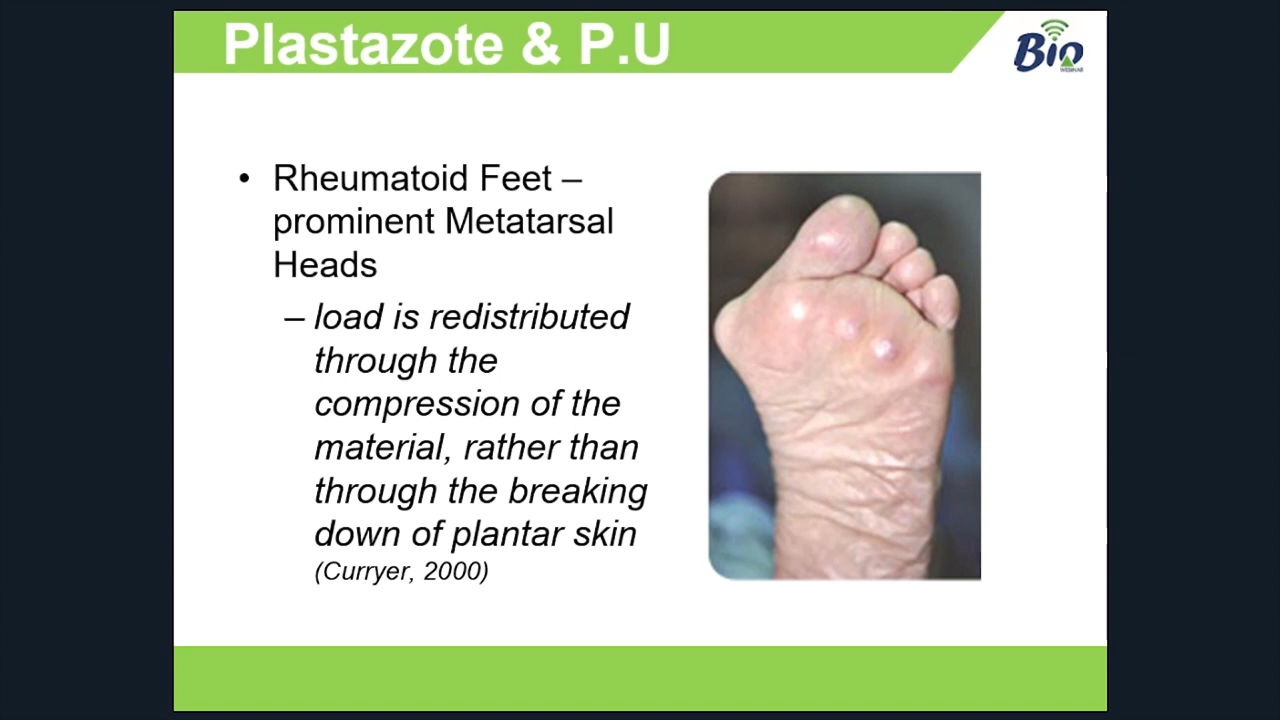 Plastazote & P.U
Bio
WEBINAR
• Rheumatoid Feet –
prominent Metatarsal
Heads
– load is redistributed
through the
compression of the
material, rather than
through the breaking
down of plantar skin
(Curryer, 2000)